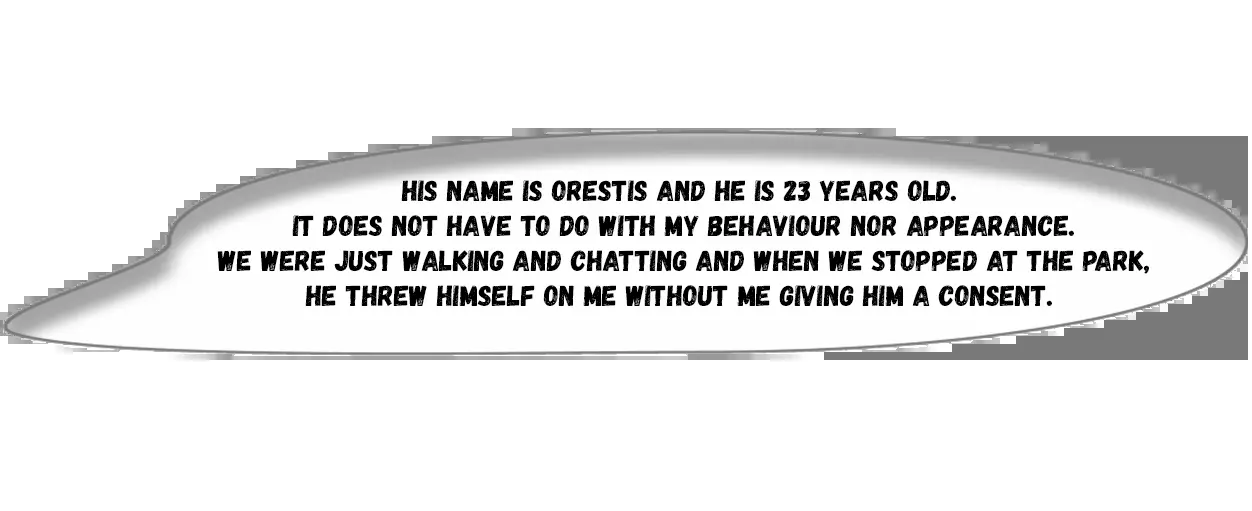 HIS NAME IS ORESTIS AND HE IS 23 YEARS OLD.
IT DOES NOT HAVE TO DO WITH MY BEHAVIOUR NOR APPEARANCE.
WE WERE JUST WALKING AND CHATTING AND WHEN WE STOPPED AT THE PARK,
HE THREW HIMSELF ON ME WITHOUT ME GIVING HIM A CONSENT.